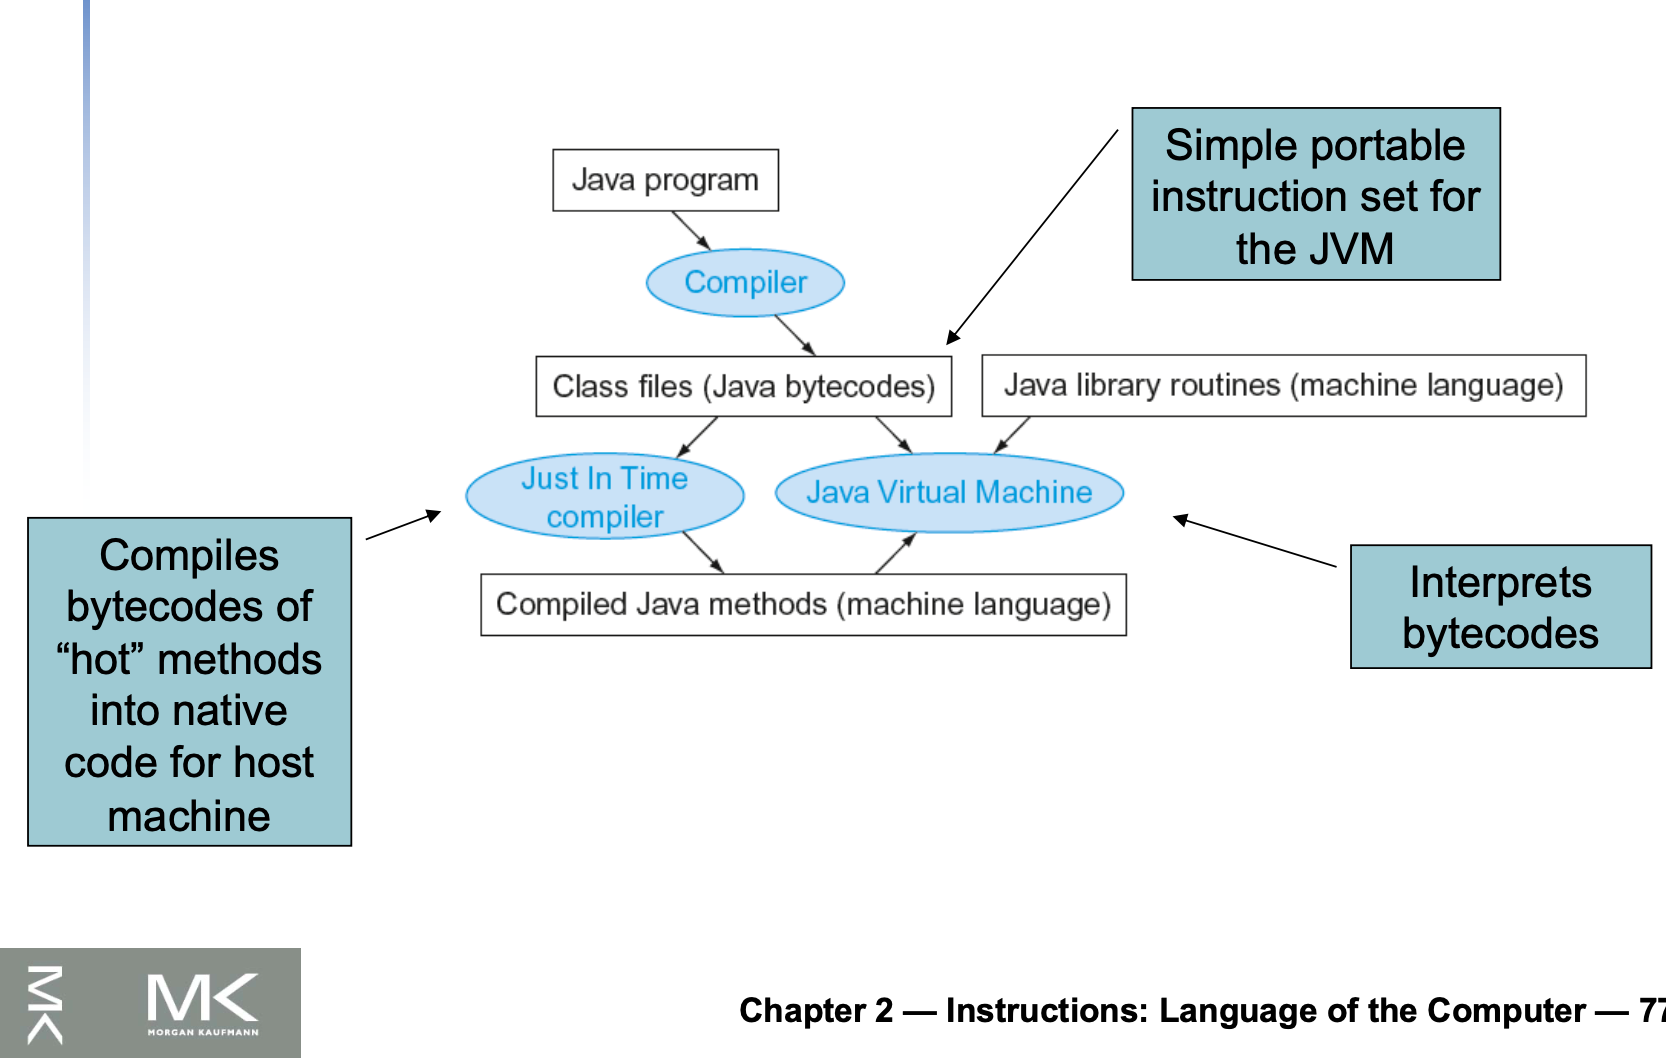 Simple portable
instruction set for
the JVM
Java program
Compiler
Class files (Java bytecodes)
Java library routines (machine language)
Just In Time
compiler
Java Virtual Machine
Compiled Java methods (machine language)
Compiles
bytecodes of
“hot” methods
into native
code for host
machine
Interprets
bytecodes
MK
MK
MORGAN KAUFMANN
Chapter 2 — Instructions: Language of the Computer — 77